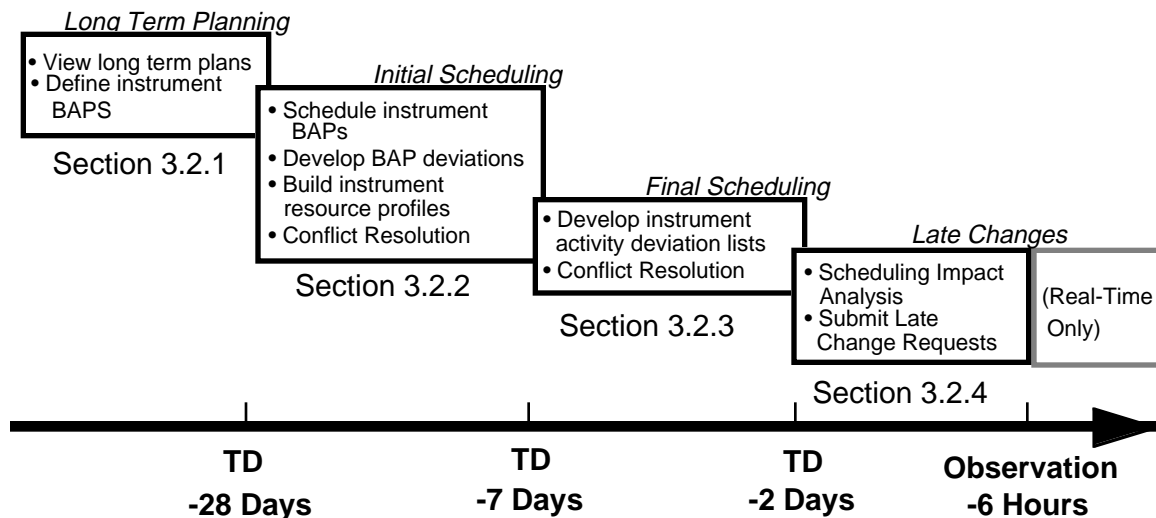 Long Term Planning
• View long term plans
• Define instrument
BAPS
Section 3.2.1
Initial Scheduling
• Schedule instrument
BAPs
• Develop BAP deviations
• Build instrument
resource profiles
• Conflict Resolution
Section 3.2.2
Final Scheduling
• Develop instrument
activity deviation lists
• Conflict Resolution
Section 3.2.3
Late Changes
• Scheduling Impact
Analysis
• Submit Late
Change Requests
Section 3.2.4
(Real-Time
Only)
TD
-28 Days
TD
-7 Days
TD
-2 Days
Observation
-6 Hours